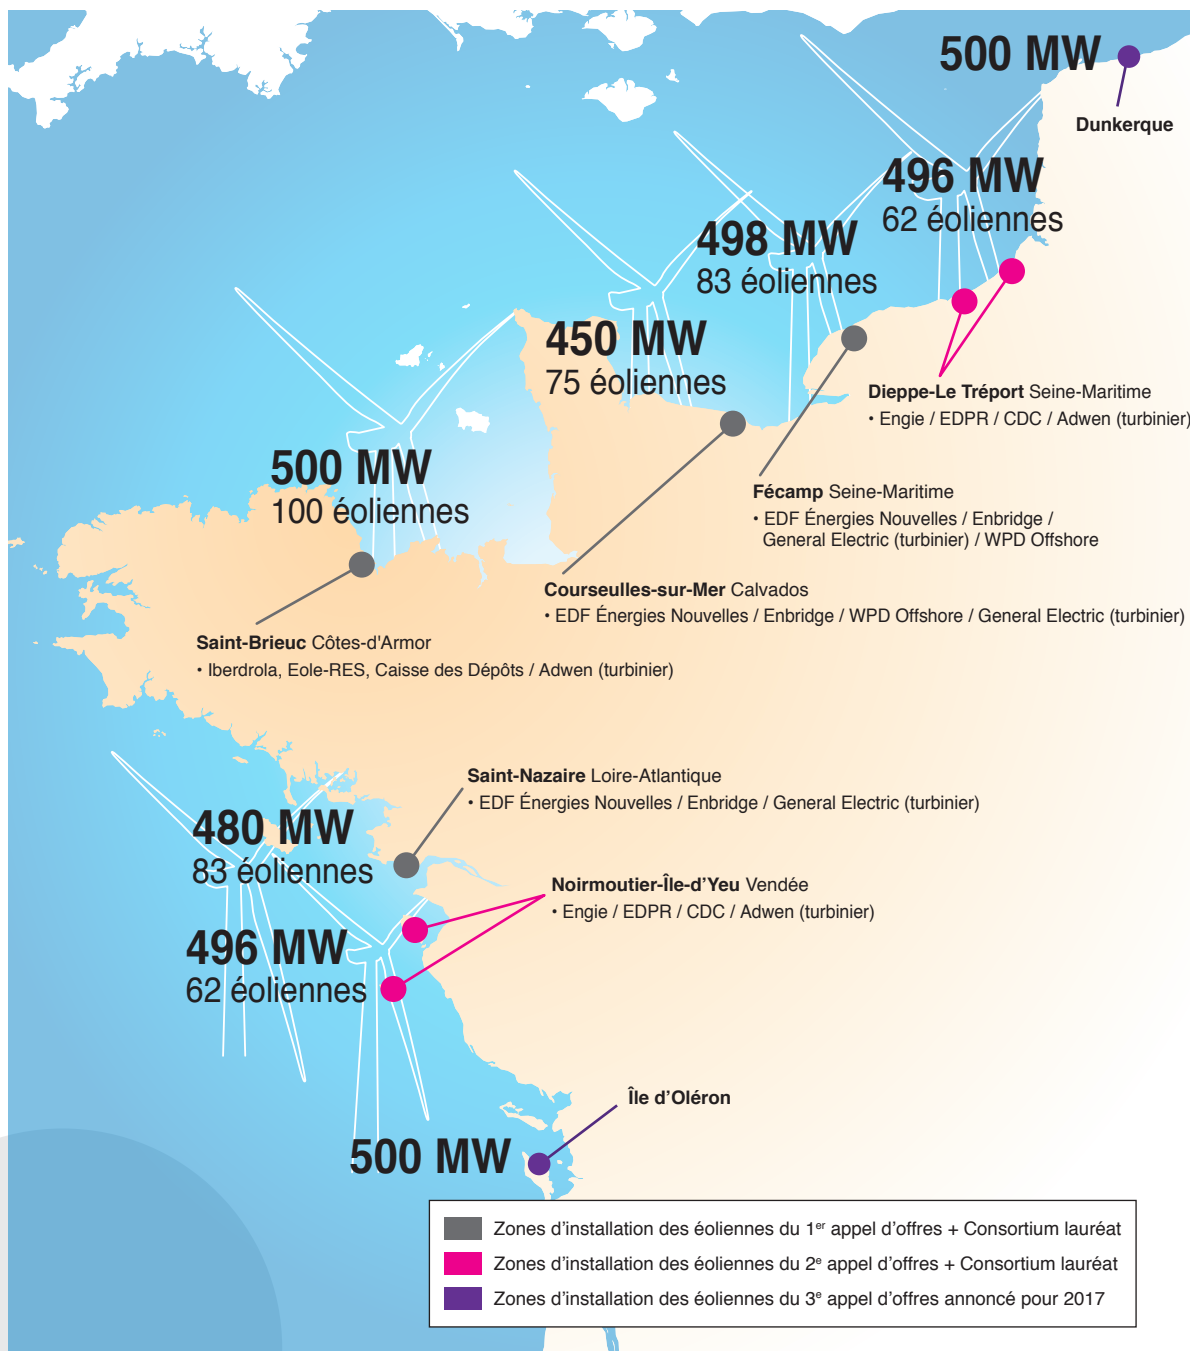 500 MW
Dunkerque
496 MW
62 éoliennes
498 MW
83 éoliennes
450 MW
75 éoliennes
Dieppe-Le Tréport Seine-Maritime
• Engie / EDPR / CDC / Adwen (turbinier)
500 MW
100 éoliennes
Fécamp Seine-Maritime
• EDF Énergies Nouvelles / Enbridge /
General Electric (turbinier) / WPD Offshore
Courseulles-sur-Mer Calvados
• EDF Énergies Nouvelles / Enbridge / WPD Offshore / General Electric (turbinier)
Saint-Brieuc Côtes-d'Armor
• Iberdrola, Eole-RES, Caisse des Dépôts / Adwen (turbinier)
Saint-Nazaire Loire-Atlantique
• EDF Énergies Nouvelles / Enbridge / General Electric (turbinier)
480 MW
83 éoliennes
Noirmoutier-Île-d'Yeu Vendée
• Engie / EDPR / CDC / Adwen (turbinier)
496 MW
62 éoliennes
Île d'Oléron
500 MW
Zones d'installation des éoliennes du 1er appel d'offres + Consortium lauréat
Zones d'installation des éoliennes du 2e appel d'offres + Consortium lauréat
Zones d'installation des éoliennes du 3e appel d'offres annoncé pour 2017